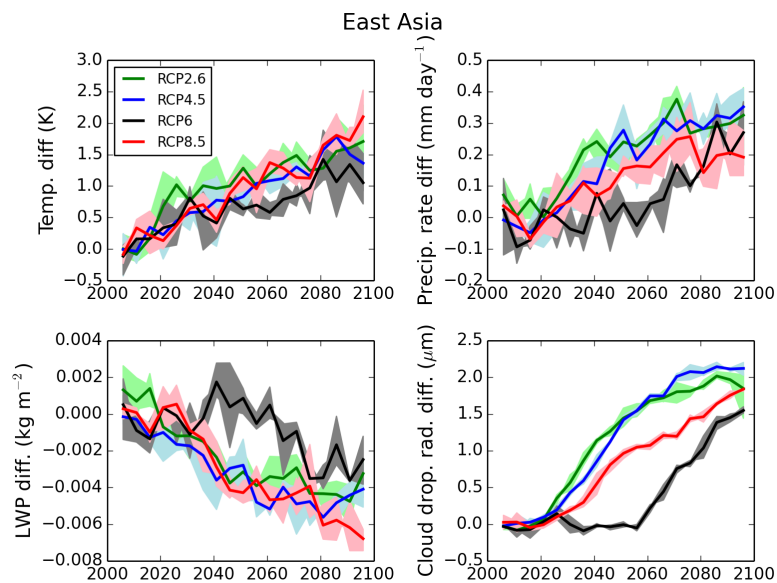 East Asia
Temp. diff (K)
3.0
2.5
2.0
1.5
1.0
0.5
0.0
−0.5
2000 2020 2040 2060 2080 2100
RCP2.6
RCP4.5
RCP6
RCP8.5
Precip. rate diff (mm day⁻¹)
0.5
0.4
0.3
0.2
0.1
0.0
−0.1
−0.2
2000 2020 2040 2060 2080 2100
LWP diff. (kg m⁻²)
0.004
0.002
0.000
−0.002
−0.004
−0.006
−0.008
2000 2020 2040 2060 2080 2100
Cloud drop. rad. diff. (μm)
2.5
2.0
1.5
1.0
0.5
0.0
−0.5
2000 2020 2040 2060 2080 2100